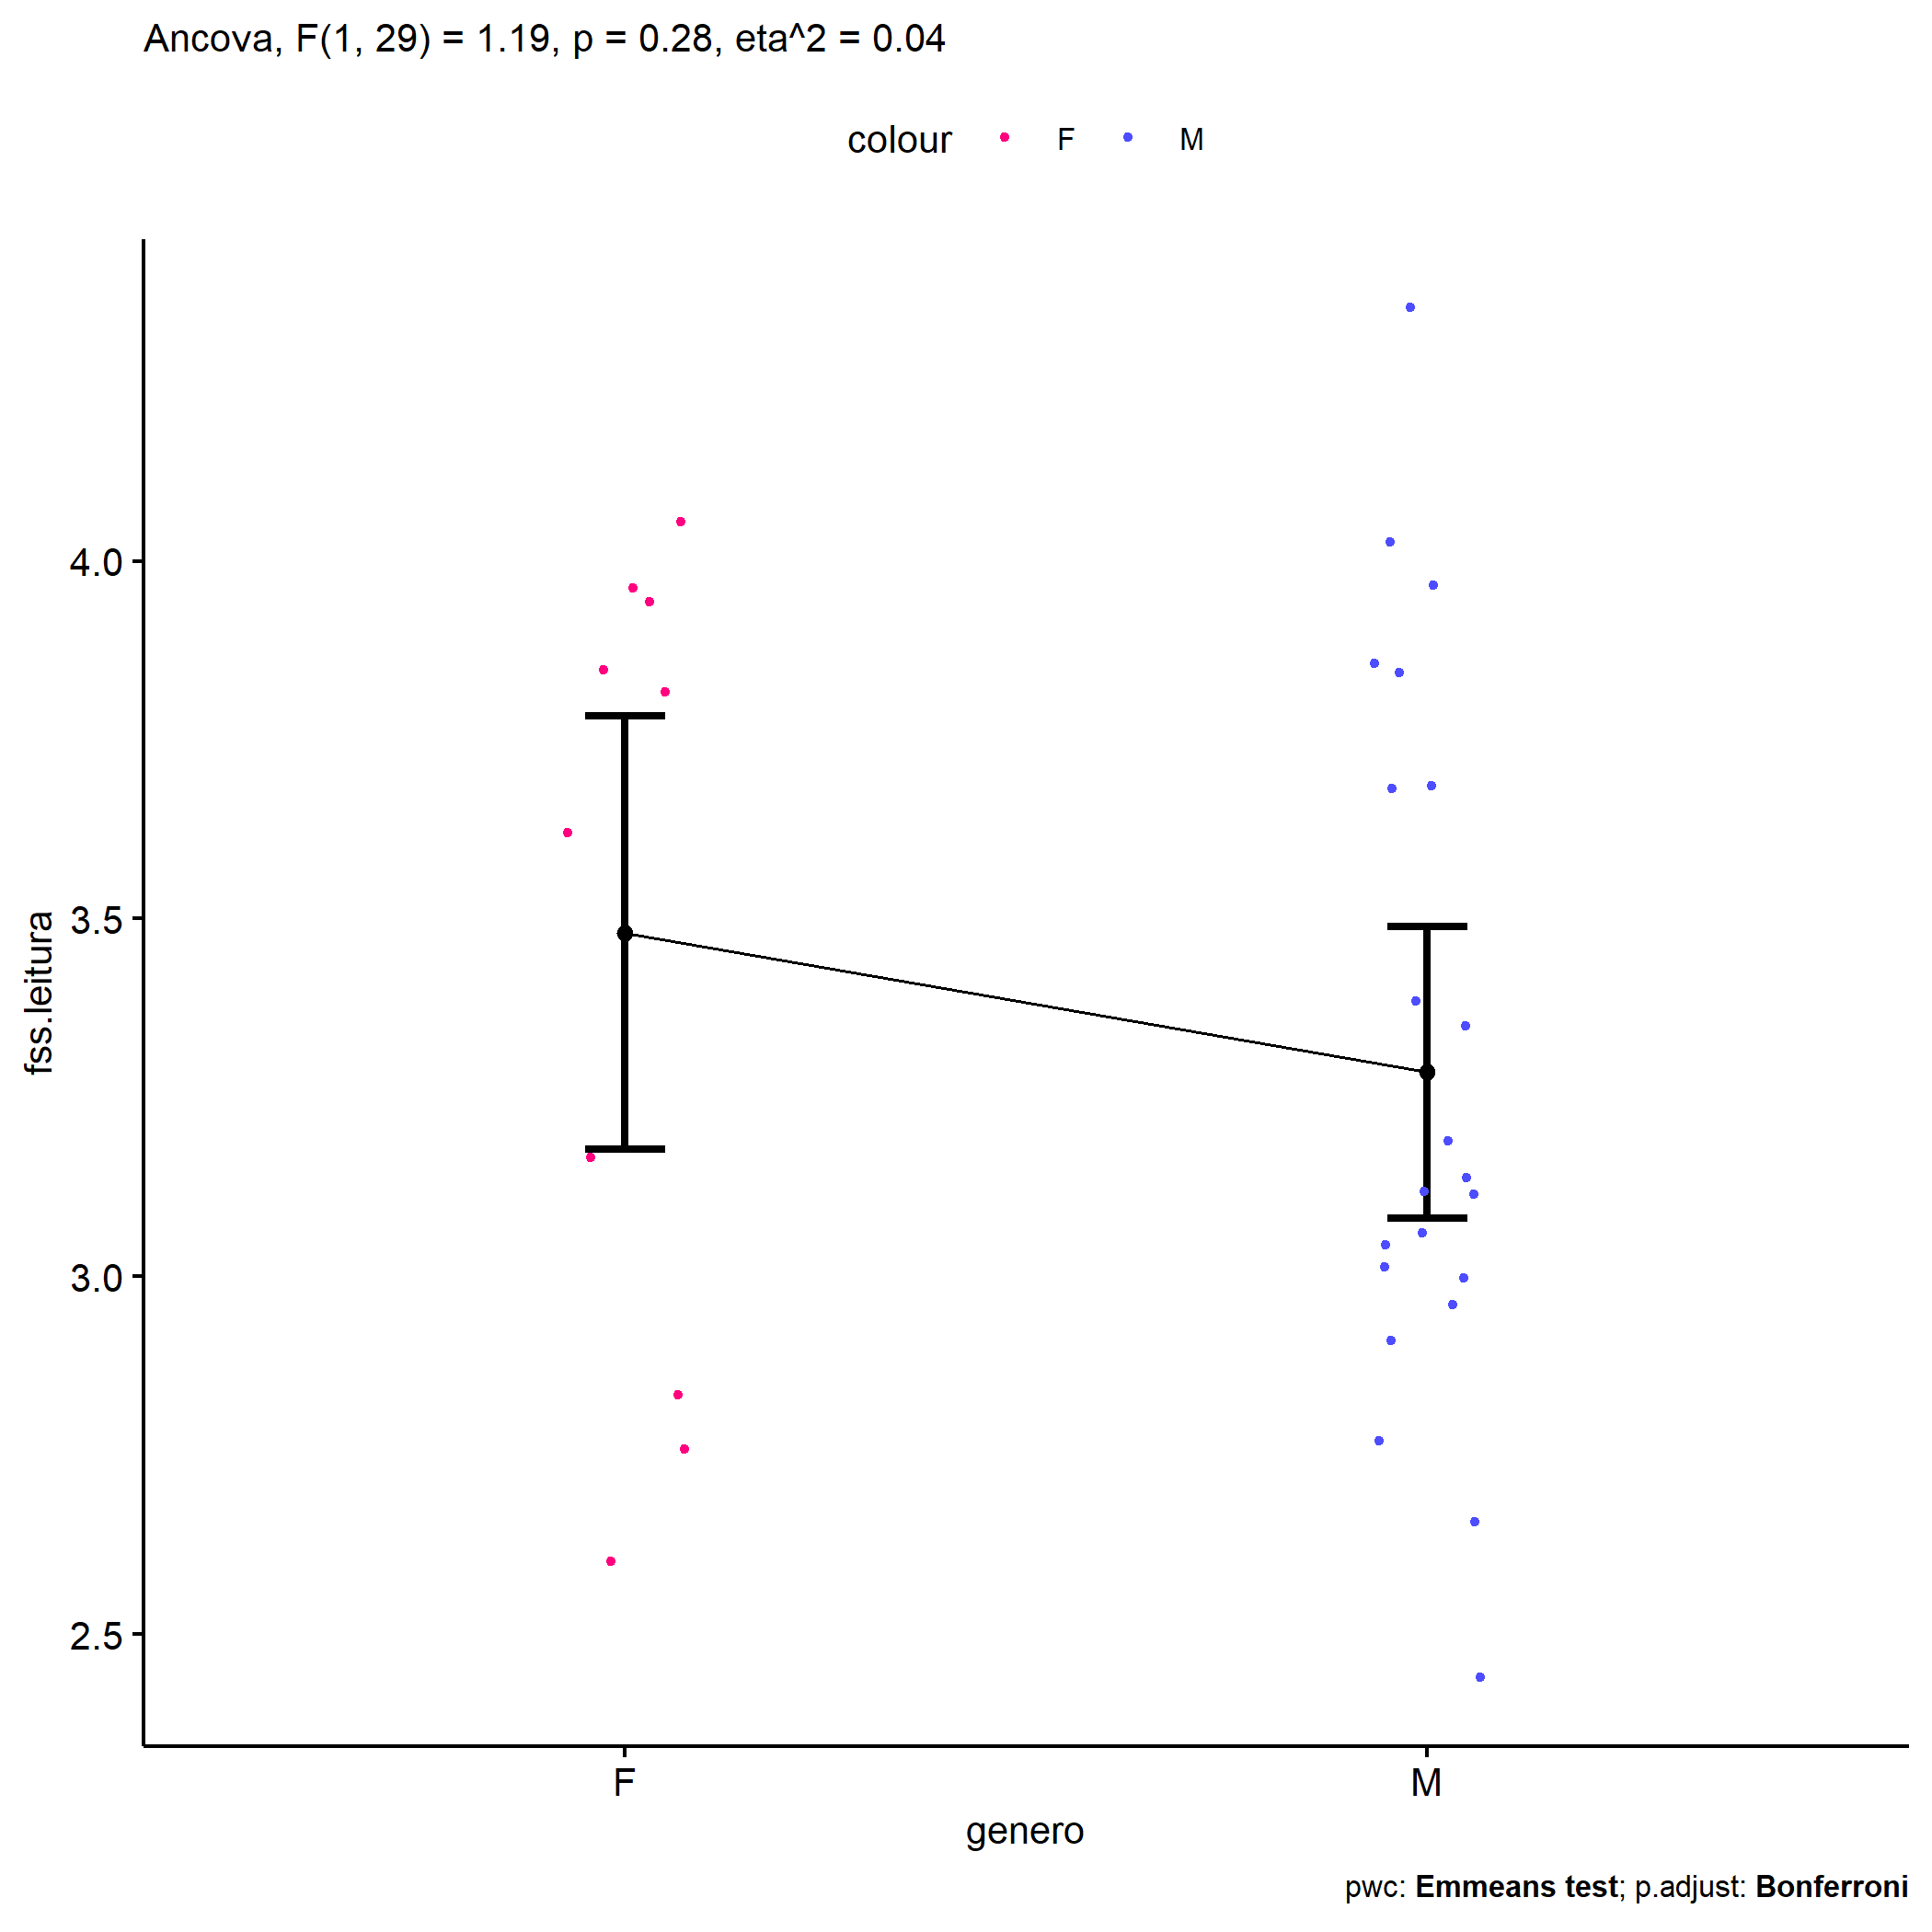 Ancova, F(1, 29) = 1.19, p = 0.28, eta^2 = 0.04
colour F M
fss.leitura
4.0
3.5
3.0
2.5
F M
genero
pwc: Emmeans test; p.adjust: Bonferroni